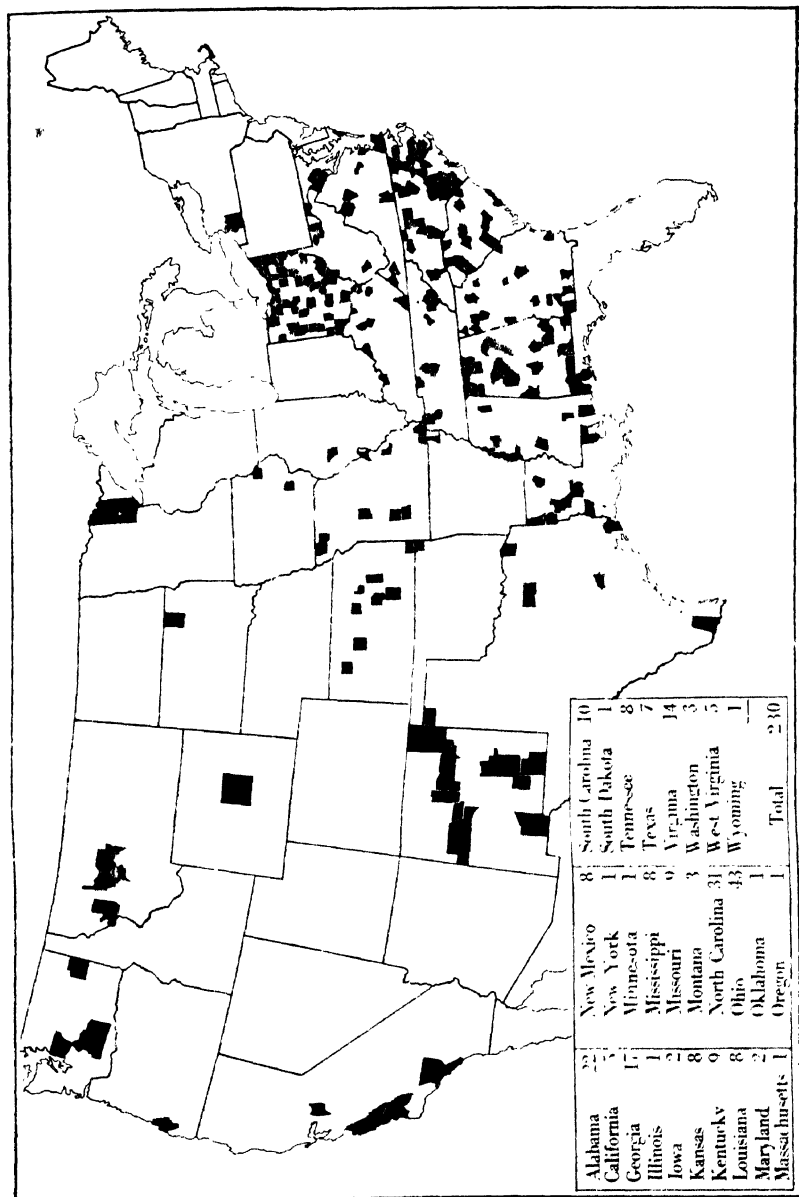 Alabama 22 New Mexico 8 South Carolina 10
California 5 New York 1 South Dakota 1
Georgia 17 Minnesota 1 Tennessee 8
Illinois 1 Mississippi 8 Texas 7
Iowa 2 Missouri 9 Virginia 14
Kansas 8 Montana 3 Washington 3
Kentucky 9 North Carolina 31 West Virginia 5
Louisiana 8 Ohio 43 Wyoming 1
Maryland 2 Oklahoma 1
Massachusetts 1 Oregon 1 Total 230